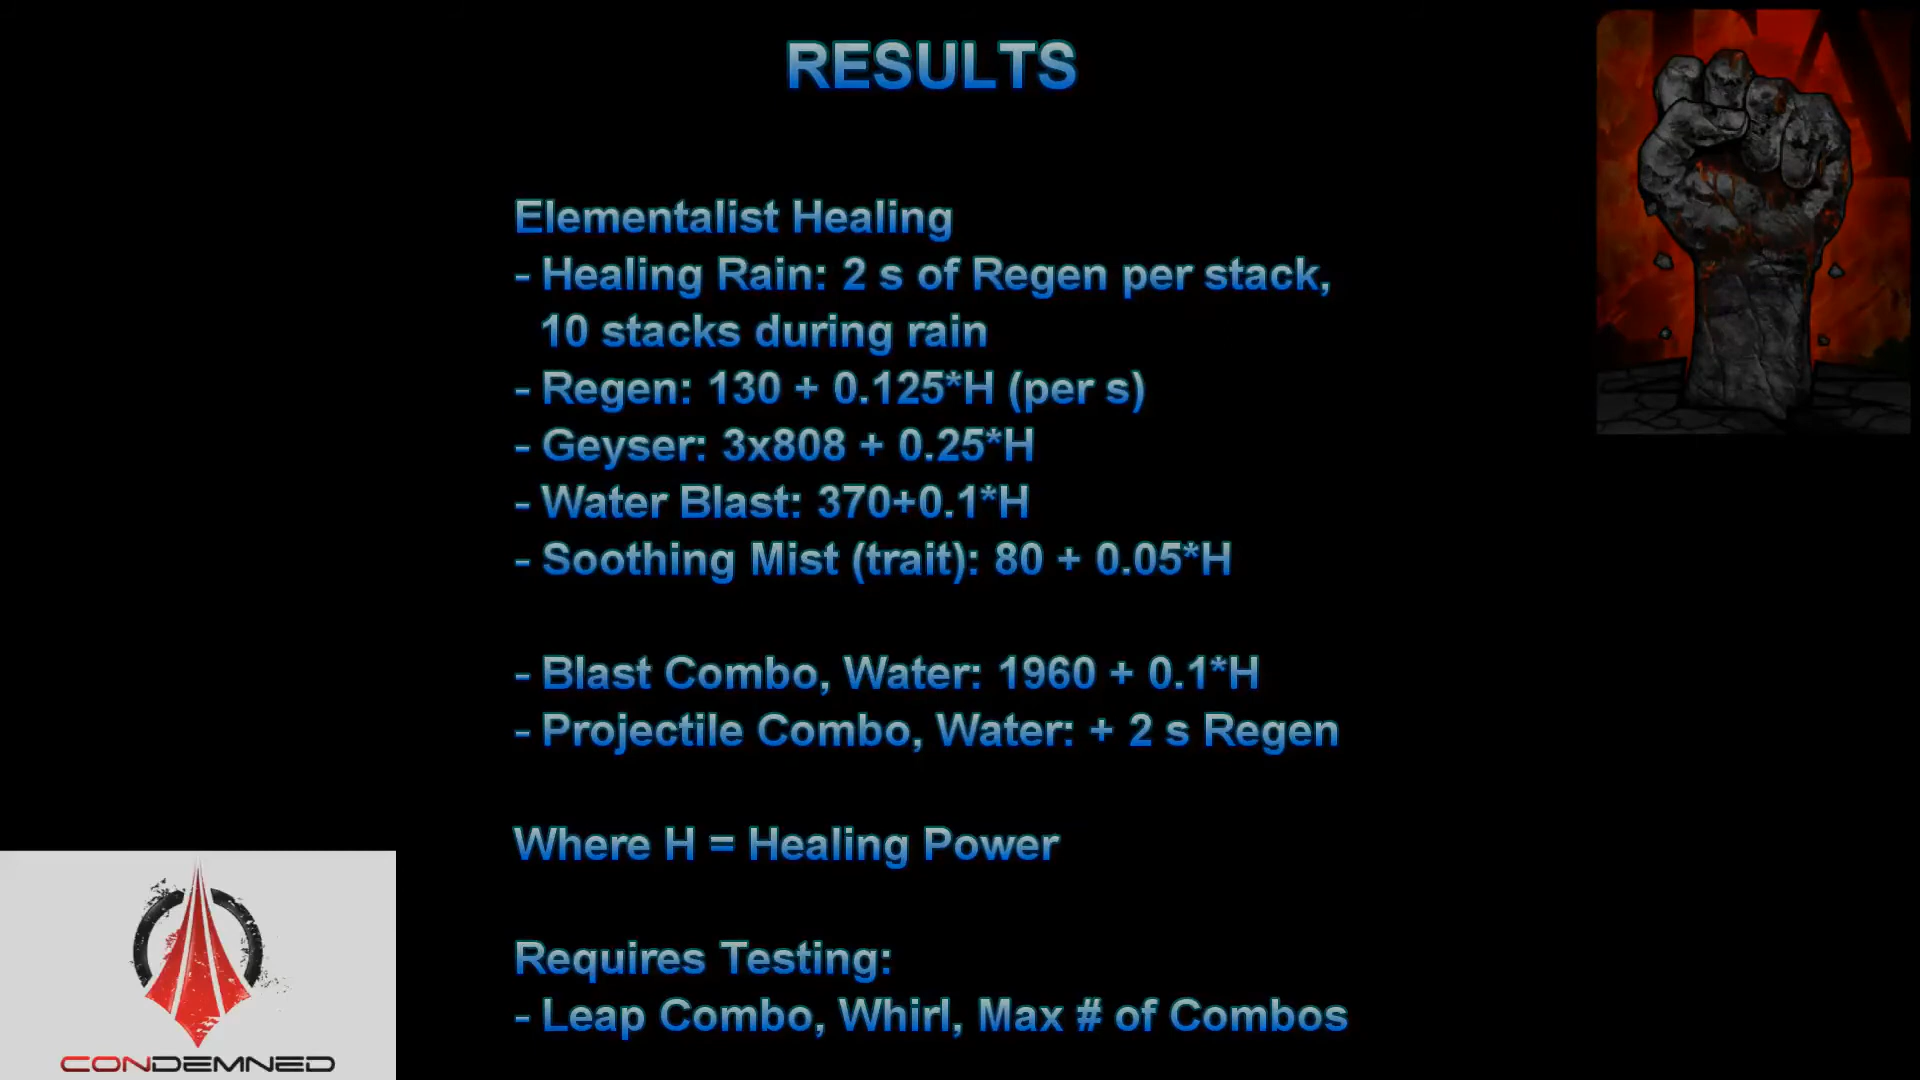 RESULTS
Elementalist Healing
- Healing Rain: 2 s of Regen per stack,
10 stacks during rain
- Regen: 130 + 0.125*H (per s)
- Geyser: 3x808 + 0.25*H
- Water Blast: 370+0.1*H
- Soothing Mist (trait): 80 + 0.05*H
- Blast Combo, Water: 1960 + 0.1*H
- Projectile Combo, Water: + 2 s Regen
Where H = Healing Power
Requires Testing:
- Leap Combo, Whirl, Max # of Combos
CONDEMNED